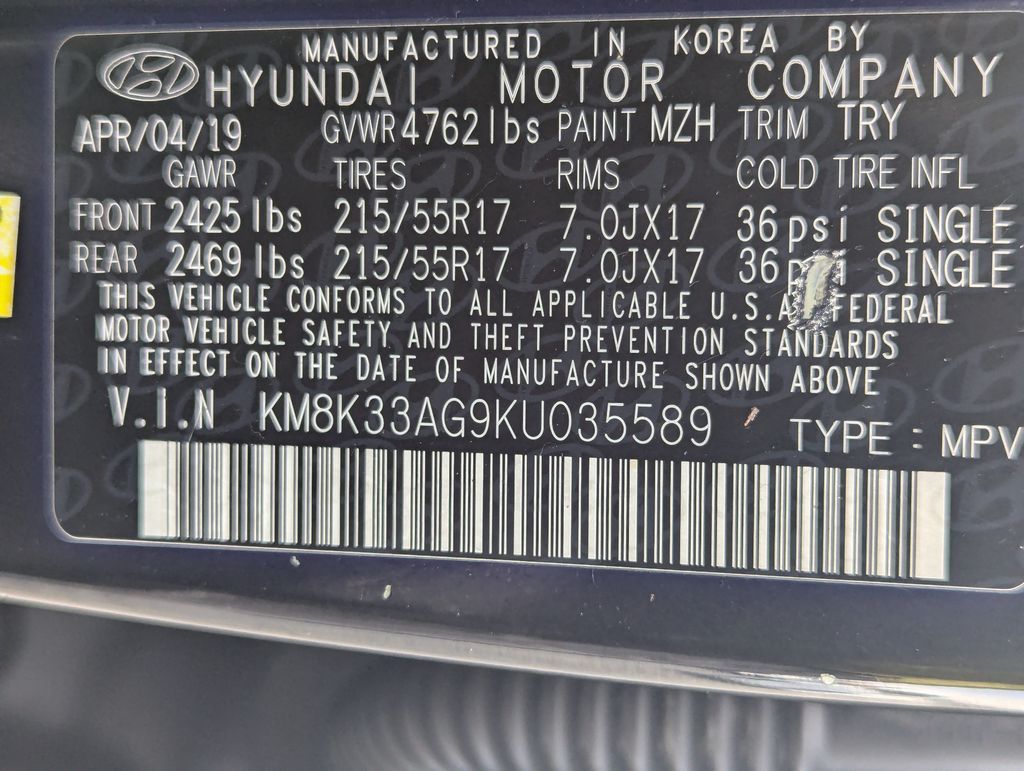 MANUFACTURED IN KOREA BY
HYUNDAI MOTOR COMPANY
APR/04/19 GVWR 4762 lbs PAINT MZH TRIM TRY
GAWR TIRES RIMS COLD TIRE INFL
FRONT 2425 lbs 215/55R17 7.0JX17 36psi SINGLE
REAR 2469 lbs 215/55R17 7.0JX17 36psi SINGLE
THIS VEHICLE CONFORMS TO ALL APPLICABLE U.S.A. FEDERAL
MOTOR VEHICLE SAFETY AND THEFT PREVENTION STANDARDS
IN EFFECT ON THE DATE OF MANUFACTURE SHOWN ABOVE
V.I.N KM8K33AG9KU035589 TYPE : MPV